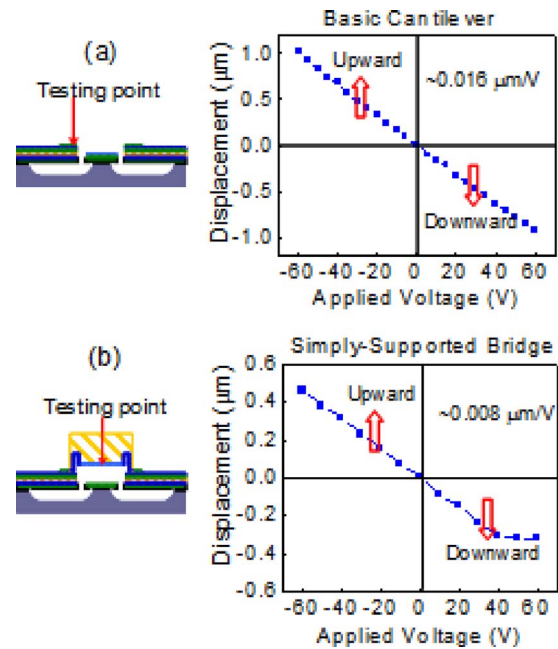 Basic Cantilever
(a)
Testing point
Displacement (μm)
1.0
0.5
0.0
-0.5
-1.0
Upward
~0.016 μm/V
Downward
-60 -40 -20 0 20 40 60
Applied Voltage (V)
Simply-Supported Bridge
(b)
Testing point
Displacement (μm)
0.6
0.4
0.2
0.0
-0.2
-0.4
-0.6
Upward
~0.008 μm/V
Downward
-60 -40 -20 0 20 40 60
Applied Voltage (V)